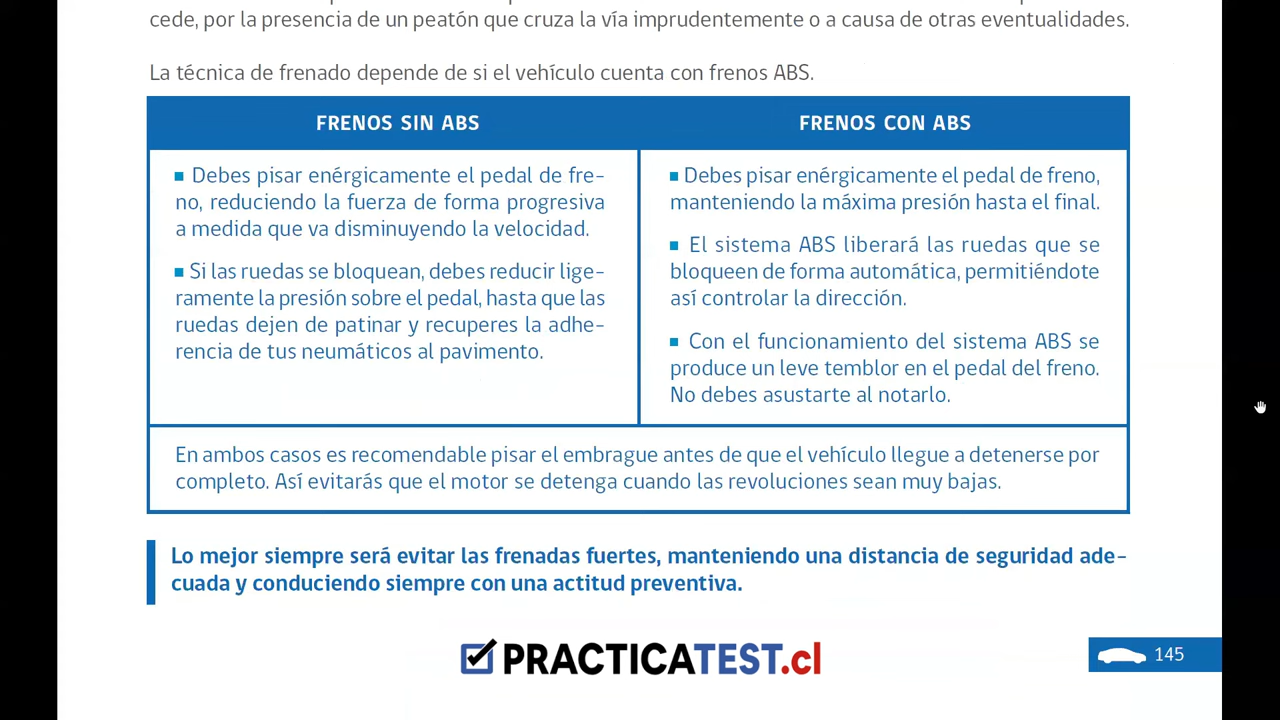 cede, por la presencia de un peatón que cruza la vía imprudentemente o a causa de otras eventualidades.
La técnica de frenado depende de si el vehículo cuenta con frenos ABS.
FRENOS SIN ABS
▪ Debes pisar enérgicamente el pedal de fre-
no, reduciendo la fuerza de forma progresiva
a medida que va disminuyendo la velocidad.
▪ Si las ruedas se bloquean, debes reducir lige-
ramente la presión sobre el pedal, hasta que las
ruedas dejen de patinar y recuperes la adhe-
rencia de tus neumáticos al pavimento.
FRENOS CON ABS
▪ Debes pisar enérgicamente el pedal de freno,
manteniendo la máxima presión hasta el final.
▪ El sistema ABS liberará las ruedas que se
bloqueen de forma automática, permitiéndote
así controlar la dirección.
▪ Con el funcionamiento del sistema ABS se
produce un leve temblor en el pedal del freno.
No debes asustarte al notarlo.
En ambos casos es recomendable pisar el embrague antes de que el vehículo llegue a detenerse por
completo. Así evitarás que el motor se detenga cuando las revoluciones sean muy bajas.
Lo mejor siempre será evitar las frenadas fuertes, manteniendo una distancia de seguridad ade-
cuada y conduciendo siempre con una actitud preventiva.
PRACTICATEST.cl
145